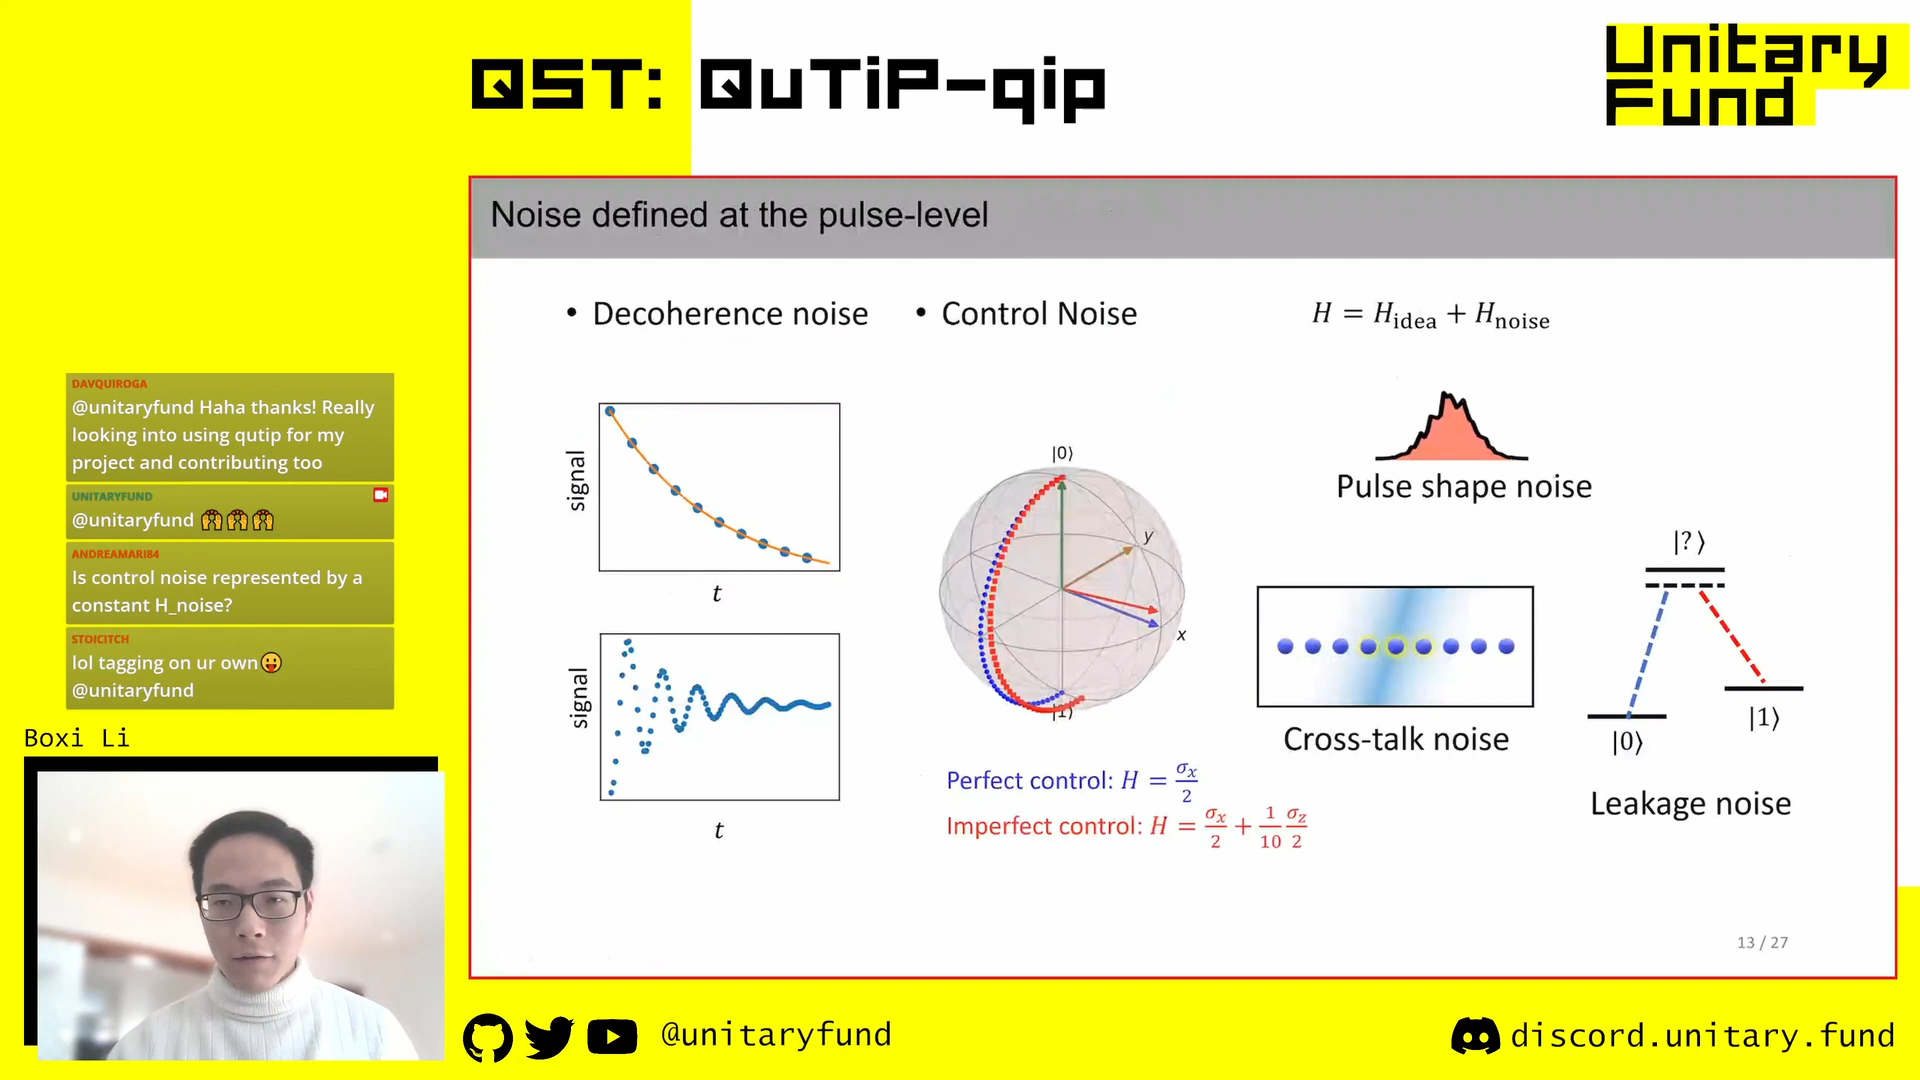 QST: QuTiP-qip
Unitary
Fund
Noise defined at the pulse-level
• Decoherence noise
• Control Noise
H = H_idea + H_noise
signal
t
signal
t
|0⟩
y
x
|1⟩
Perfect control: H = σ_x/2
Imperfect control: H = σ_x/2 + 1/10 σ_z/2
Pulse shape noise
Cross-talk noise
|?⟩
|0⟩
|1⟩
Leakage noise
13 / 27
DAVQUIROGA
@unitaryfund Haha thanks! Really
looking into using qutip for my
project and contributing too
UNITARYFUND
@unitaryfund 🙌🙌🙌
ANDREAMARI84
Is control noise represented by a
constant H_noise?
STOICITCH
lol tagging on ur own😛
@unitaryfund
Boxi Li
@unitaryfund
discord.unitary.fund